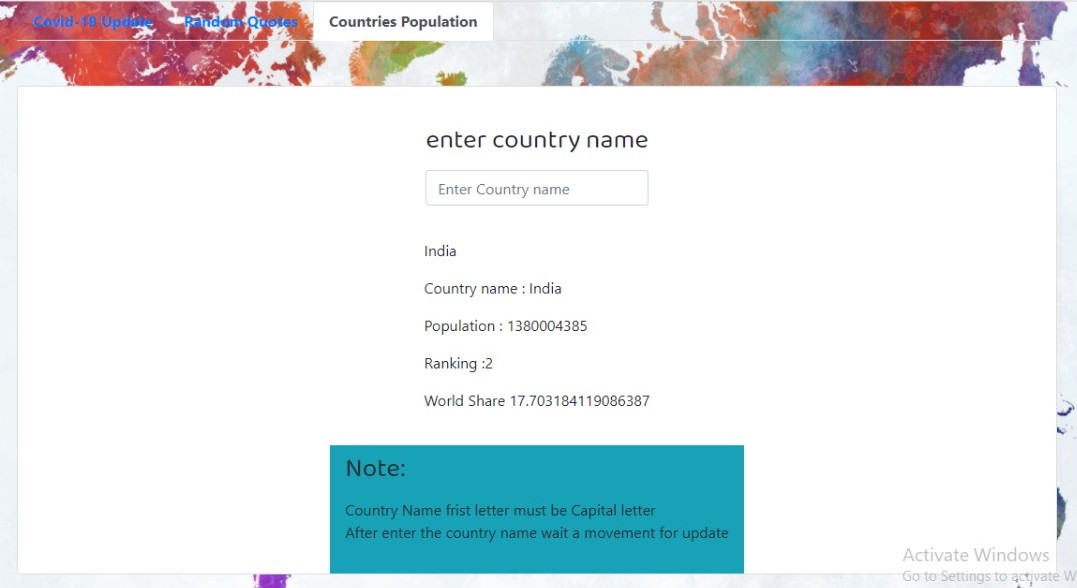 Covid-19 Update Random Quotes Countries Population
enter country name
Enter Country name
India
Country name : India
Population : 1380004385
Ranking :2
World Share 17.703184119086387
Note:
Country Name frist letter must be Capital letter
After enter the country name wait a movement for update
Activate Windows
Go to Settings to activate W